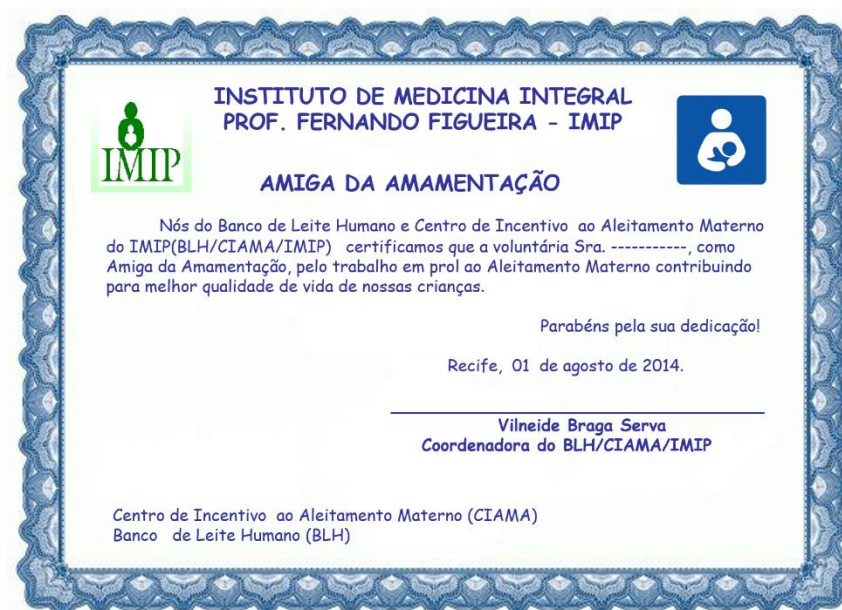 INSTITUTO DE MEDICINA INTEGRAL
PROF. FERNANDO FIGUEIRA - IMIP
IMIP
AMIGA DA AMAMENTAÇÃO
Nós do Banco de Leite Humano e Centro de Incentivo ao Aleitamento Materno
do IMIP(BLH/CIAMA/IMIP) certificamos que a voluntária Sra. -----------, como
Amiga da Amamentação, pelo trabalho em prol ao Aleitamento Materno contribuindo
para melhor qualidade de vida de nossas crianças.
Parabéns pela sua dedicação!
Recife, 01 de agosto de 2014.
Vilneide Braga Serva
Coordenadora do BLH/CIAMA/IMIP
Centro de Incentivo ao Aleitamento Materno (CIAMA)
Banco de Leite Humano (BLH)